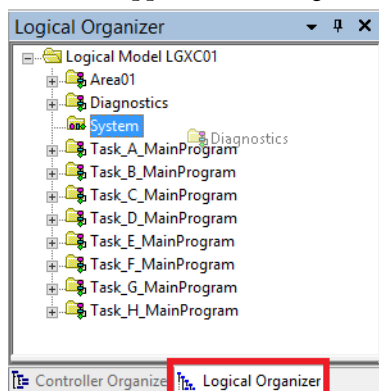 Logical Organizer
Logical Model LGXC01
Area01
Diagnostics
System
Diagnostics
Task_A_MainProgram
Task_B_MainProgram
Task_C_MainProgram
Task_D_MainProgram
Task_E_MainProgram
Task_F_MainProgram
Task_G_MainProgram
Task_H_MainProgram
Controller Organize Logical Organizer